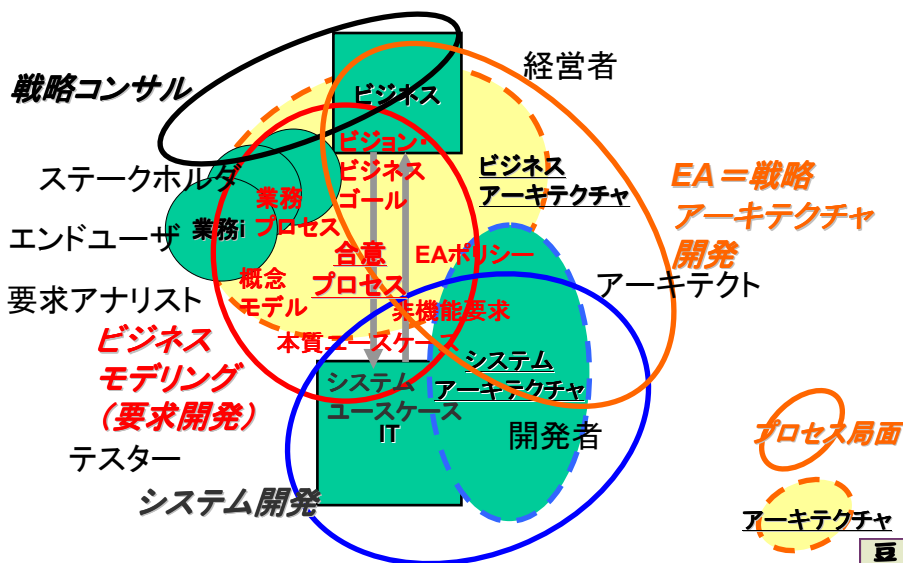 戦略コンサル
ビジネス
経営者
ビジョン・
ビジネス
ゴール
ビジネス
アーキテクチャ
ステークホルダ
業務
プロセス
業務i
エンドユーザ
EA＝戦略
アーキテクチャ
開発
合意
プロセス
EAポリシー
概念
モデル
アーキテクト
要求アナリスト
非機能要求
本質ユースケース
ビジネス
モデリング
（要求開発）
システム
アーキテクチャ
システム
ユースケース
IT
開発者
テスター
システム開発
プロセス局面
アーキテクチャ
豆